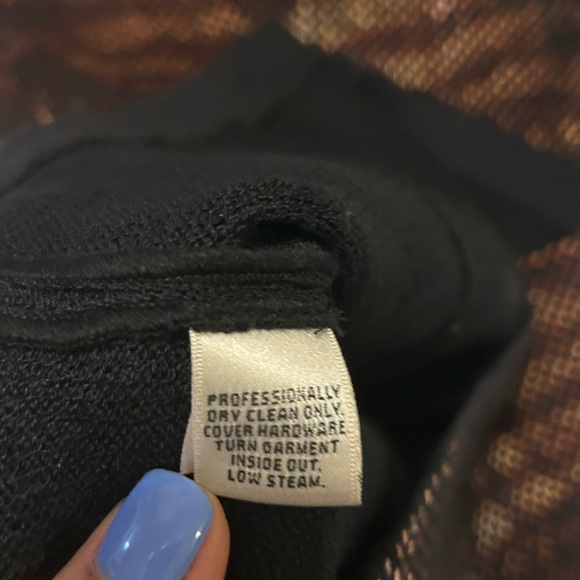 PROFESSIONALLY
DRY CLEAN ONLY.
COVER HARDWARE
TURN GARMENT
INSIDE OUT.
LOW STEAM.